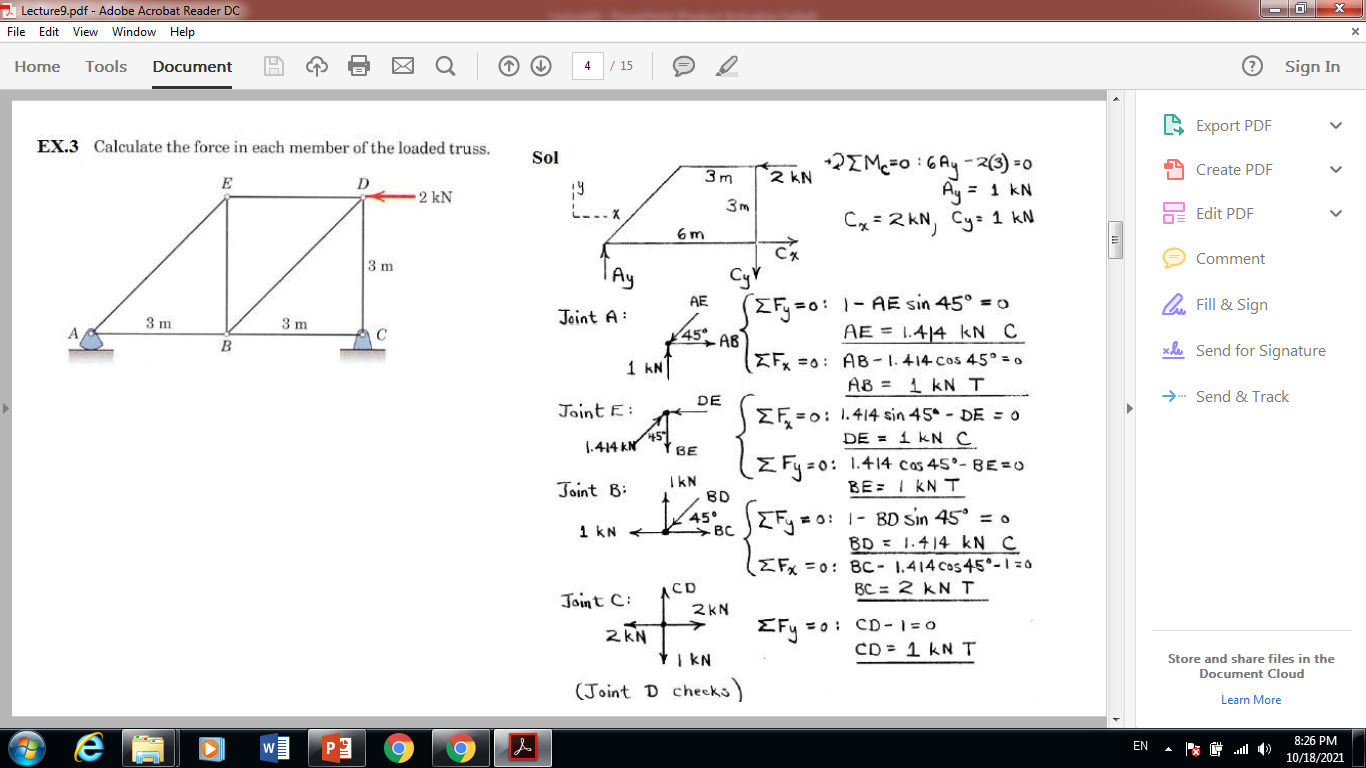 Lecture9.pdf - Adobe Acrobat Reader DC
File Edit View Window Help
Home Tools Document 4 / 15 Sign In
EX.3 Calculate the force in each member of the loaded truss.
E D
2 kN
3 m
A 3 m 3 m C
B
Sol
y
x
3 m 2 kN
3 m
6 m
Cx
Ay Cy
+ΣMc=0 : 6Ay - 2(3) = 0
Ay = 1 kN
Cx = 2 kN, Cy = 1 kN
Joint A:
AE
45°
AB
1 kN
ΣFy = 0: 1 - AE sin 45° = 0
AE = 1.414 kN C
ΣFx = 0: AB - 1.414 cos 45° = 0
AB = 1 kN T
Joint E:
DE
1.414 kN
45°
BE
ΣFx = 0: 1.414 sin 45° - DE = 0
DE = 1 kN C
ΣFy = 0: 1.414 cos 45° - BE = 0
BE = 1 kN T
Joint B:
1 kN
BD
45°
1 kN
BC
ΣFy = 0: 1 - BD sin 45° = 0
BD = 1.414 kN C
ΣFx = 0: BC - 1.414 cos 45° - 1 = 0
BC = 2 kN T
Joint C:
CD
2 kN
2 kN
1 kN
ΣFy = 0: CD - 1 = 0
CD = 1 kN T
(Joint D checks)
Export PDF
Create PDF
Edit PDF
Comment
Fill & Sign
Send for Signature
Send & Track
Store and share files in the
Document Cloud
Learn More
EN
8:26 PM
10/18/2021